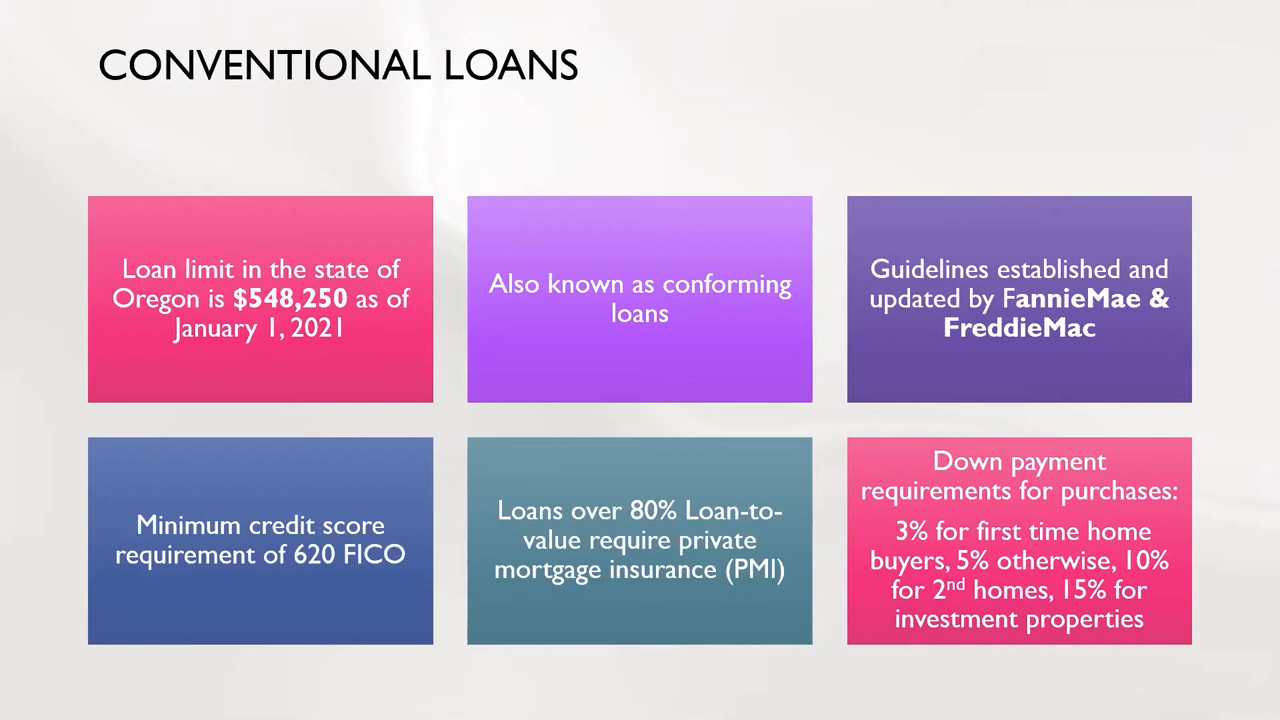 CONVENTIONAL LOANS
Loan limit in the state of
Oregon is $548,250 as of
January 1, 2021
Also known as conforming
loans
Guidelines established and
updated by FannieMae &
FreddieMac
Minimum credit score
requirement of 620 FICO
Loans over 80% Loan-to-
value require private
mortgage insurance (PMI)
Down payment
requirements for purchases:
3% for first time home
buyers, 5% otherwise, 10%
for 2nd homes, 15% for
investment properties